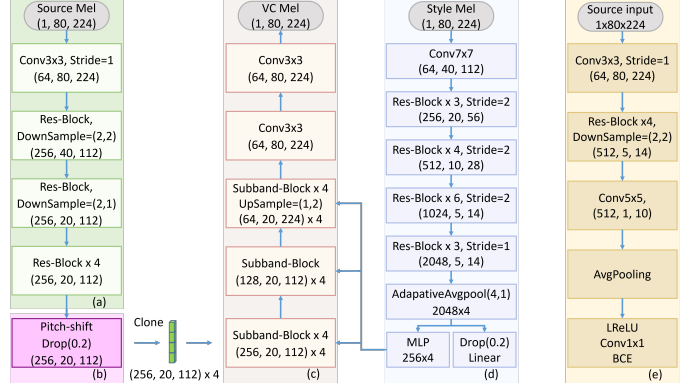 Source Mel
(1, 80, 224)
Conv3x3, Stride=1
(64, 80, 224)
Res-Block,
DownSample=(2,2)
(256, 40, 112)
Res-Block,
DownSample=(2,1)
(256, 20, 112)
Res-Block x 4
(256, 20, 112)
(a)
Pitch-shift
Drop(0.2)
(256, 20, 112)
(b)
Clone
(256, 20, 112) x 4
VC Mel
(1, 80, 224)
Conv3x3
(64, 80, 224)
Conv3x3
(64, 80, 224)
Subband-Block x 4
UpSample=(1,2)
(64, 20, 224) x 4
Subband-Block
(128, 20, 112) x 4
Subband-Block x 4
(256, 20, 112) x 4
(c)
Style Mel
(1, 80, 224)
Conv7x7
(64, 40, 112)
Res-Block x 3, Stride=2
(256, 20, 56)
Res-Block x 4, Stride=2
(512, 10, 28)
Res-Block x 6, Stride=2
(1024, 5, 14)
Res-Block x 3, Stride=1
(2048, 5, 14)
AdapativeAvgpool(4,1)
2048x4
MLP
256x4
Drop(0.2)
Linear
(d)
Source input
1x80x224
Conv3x3, Stride=1
(64, 80, 224)
Res-Block x4,
DownSample=(2,2)
(512, 5, 14)
Conv5x5,
(512, 1, 10)
AvgPooling
LReLU
Conv1x1
BCE
(e)